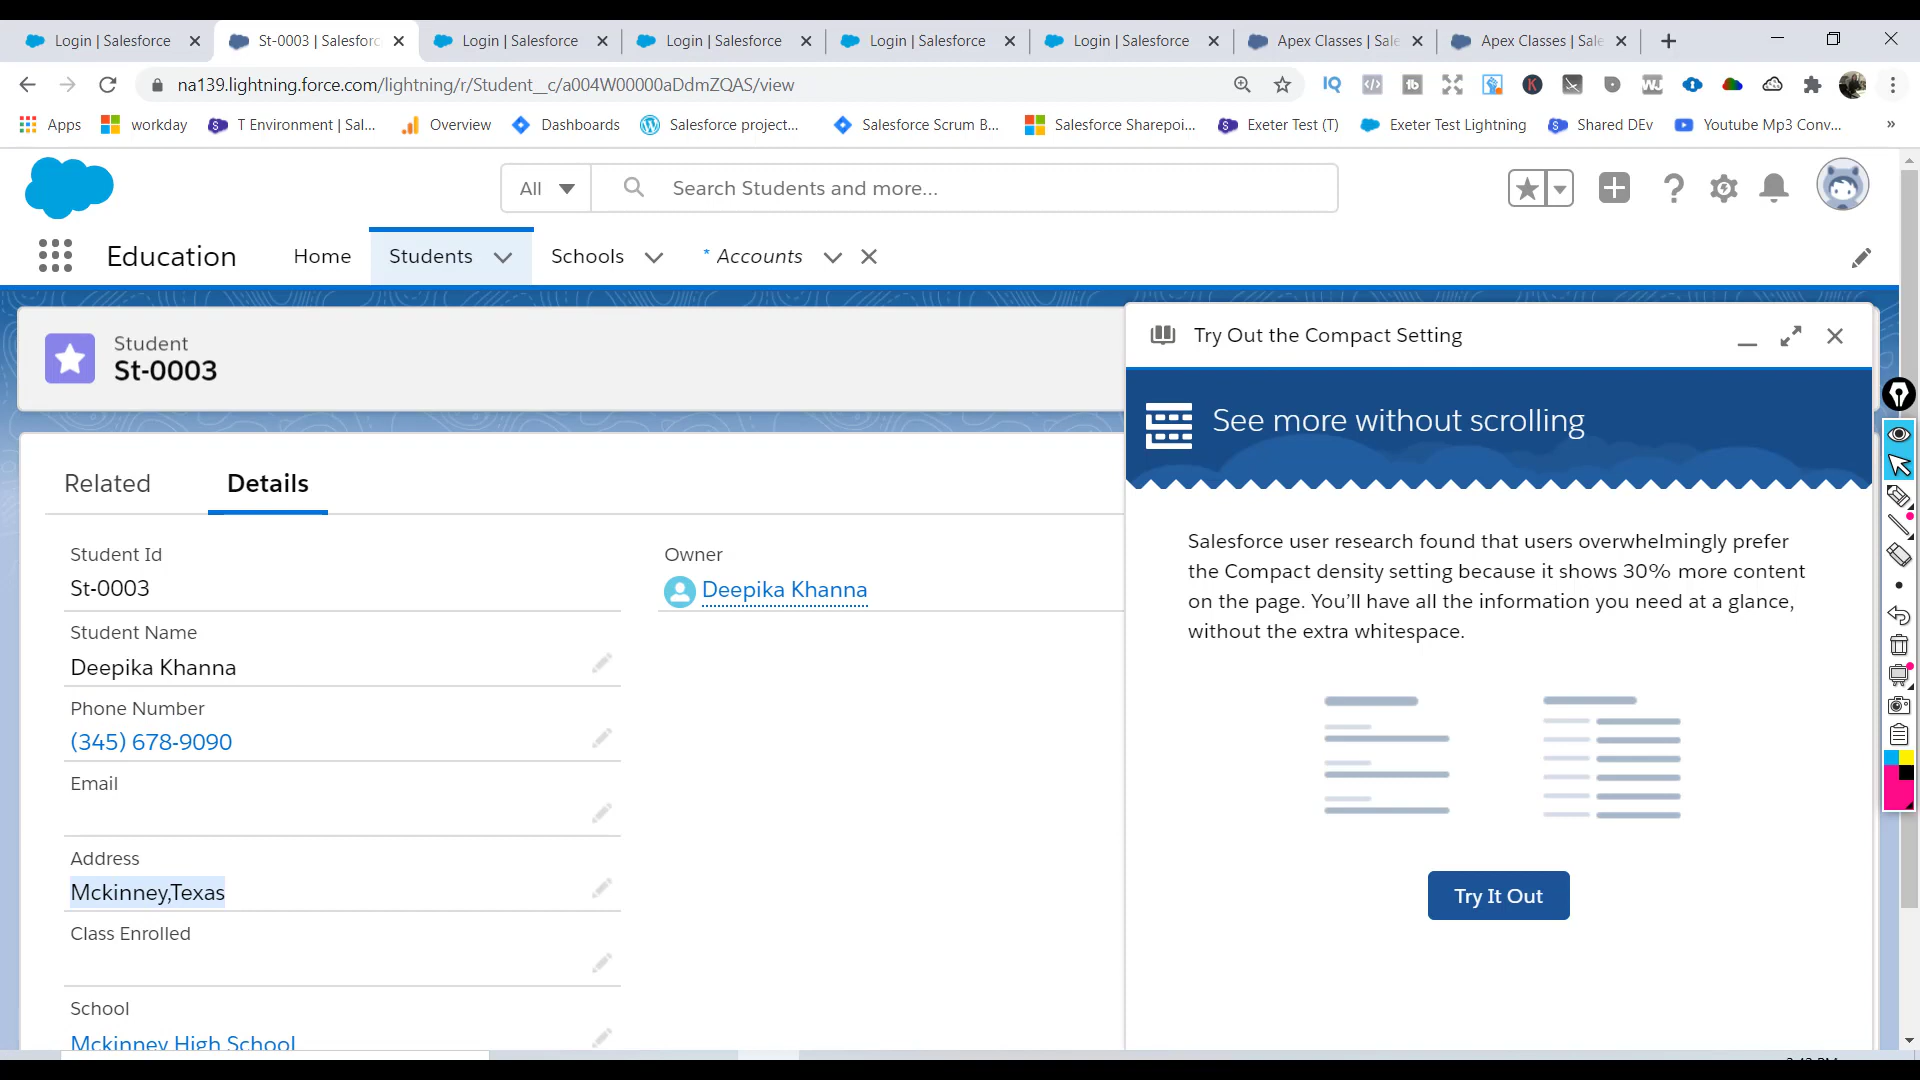 Login | Salesforce
St-0003 | Salesforc
Login | Salesforce
Login | Salesforce
Login | Salesforce
Login | Salesforce
Apex Classes | Sale
Apex Classes | Sale
na139.lightning.force.com/lightning/r/Student__c/a004W00000aDdmZQAS/view
Apps
workday
T Environment | Sal...
Overview
Dashboards
Salesforce project...
Salesforce Scrum B...
Salesforce Sharepoi...
Exeter Test (T)
Exeter Test Lightning
Shared DEv
Youtube Mp3 Conv...
»
All
Search Students and more...
Education
Home
Students
Schools
* Accounts
Student
St-0003
Try Out the Compact Setting
See more without scrolling
Related
Details
Student Id
St-0003
Owner
Deepika Khanna
Student Name
Deepika Khanna
Phone Number
(345) 678-9090
Email
Address
Mckinney,Texas
Class Enrolled
School
Mckinney High School
Salesforce user research found that users overwhelmingly prefer
the Compact density setting because it shows 30% more content
on the page. You'll have all the information you need at a glance,
without the extra whitespace.
Try It Out